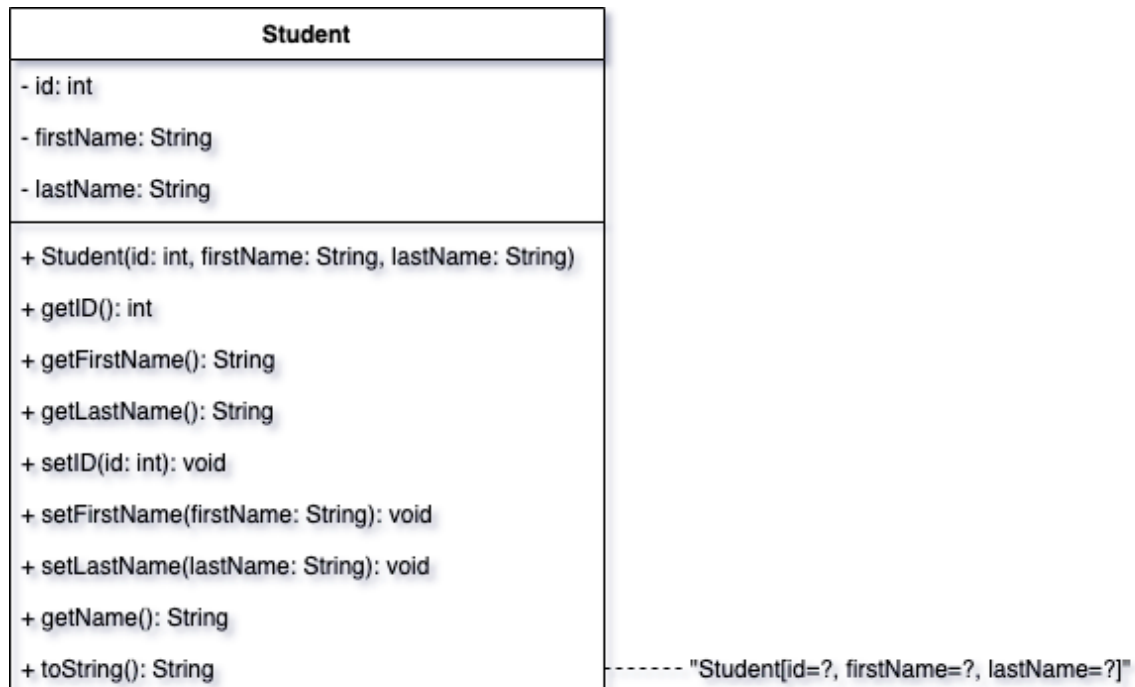 Student
- id: int
- firstName: String
- lastName: String
+ Student(id: int, firstName: String, lastName: String)
+ getID(): int
+ getFirstName(): String
+ getLastName(): String
+ setID(id: int): void
+ setFirstName(firstName: String): void
+ setLastName(lastName: String): void
+ getName(): String
+ toString(): String "Student[id=?, firstName=?, lastName=?]"